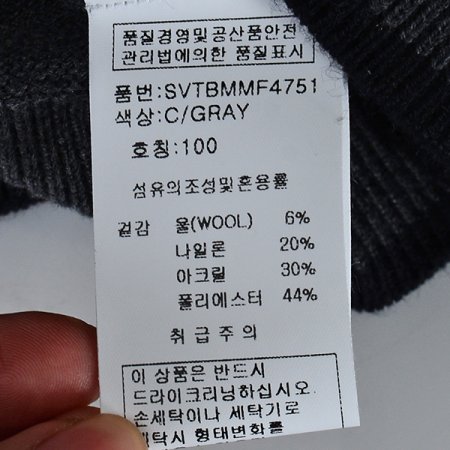 품질경영및공산품안전
관리법에의한 품질표시
품번:SVTBMMF4751
색상:C/GRAY
호칭:100
섬유의조성및혼용률
겉감 울(WOOL) 6%
나일론 20%
아크릴 30%
폴리에스터 44%
취급주의
이 상품은 반드시
드라이크리닝하십시오.
손세탁이나 세탁기로
세탁시 형태변화를